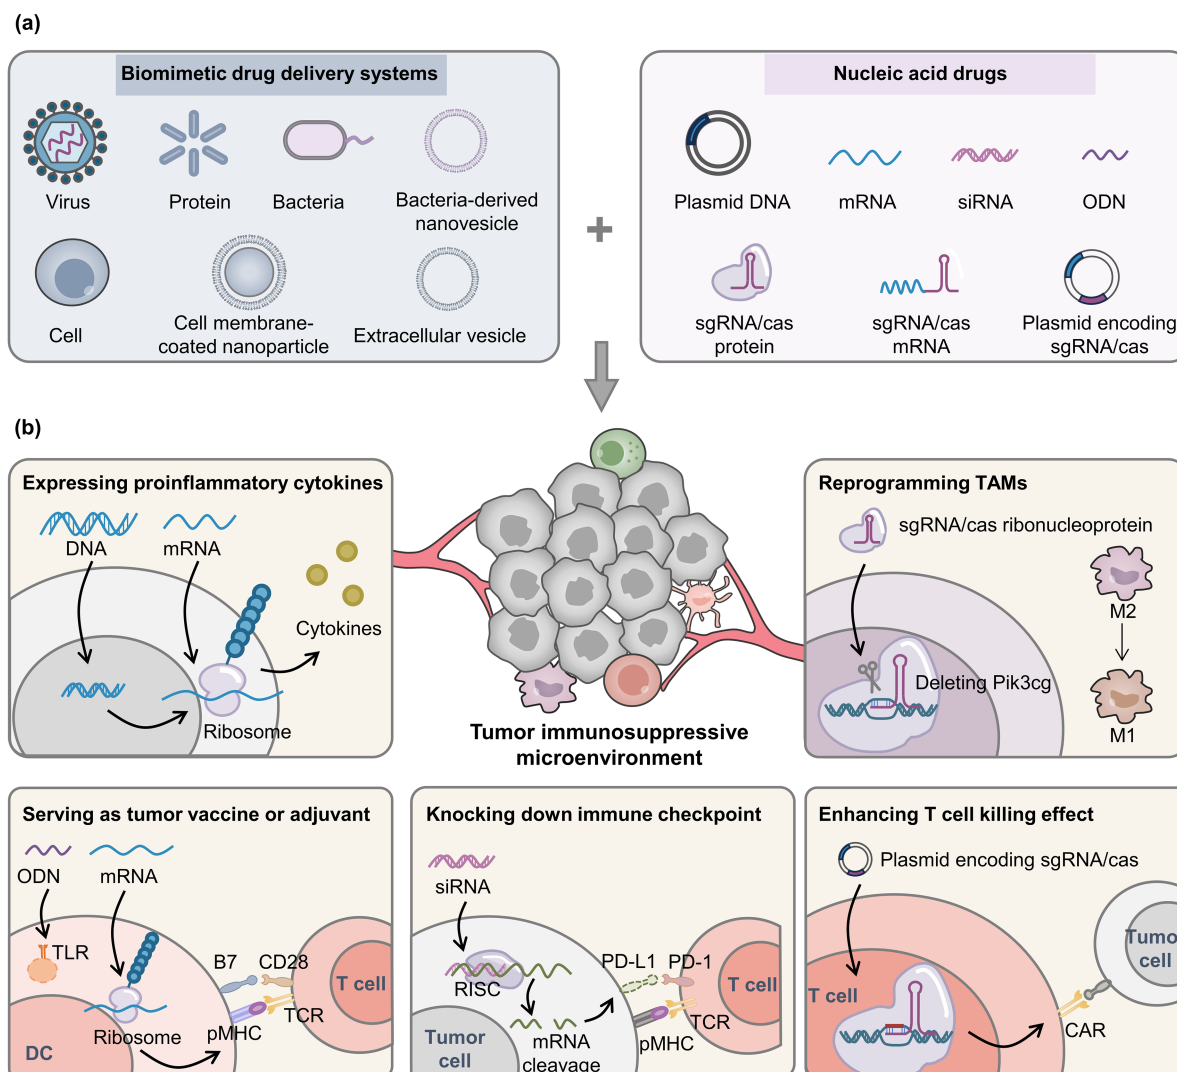 (a)
Biomimetic drug delivery systems
Nucleic acid drugs
Virus
Protein
Bacteria
Bacteria-derived
nanovesicle
Plasmid DNA
mRNA
siRNA
ODN
Cell
Cell membrane-
coated nanoparticle
Extracellular vesicle
sgRNA/cas
protein
sgRNA/cas
mRNA
Plasmid encoding
sgRNA/cas
(b)
Expressing proinflammatory cytokines
DNA
mRNA
Cytokines
Ribosome
Tumor immunosuppressive
microenvironment
Reprogramming TAMs
sgRNA/cas ribonucleoprotein
M2
Deleting Pik3cg
M1
Serving as tumor vaccine or adjuvant
ODN
mRNA
TLR
B7
CD28
T cell
TCR
Ribosome
pMHC
DC
Knocking down immune checkpoint
siRNA
RISC
PD-L1
PD-1
T cell
TCR
mRNA
cleavage
pMHC
Tumor
cell
Enhancing T cell killing effect
Plasmid encoding sgRNA/cas
Tumo
cell
T cell
CAR